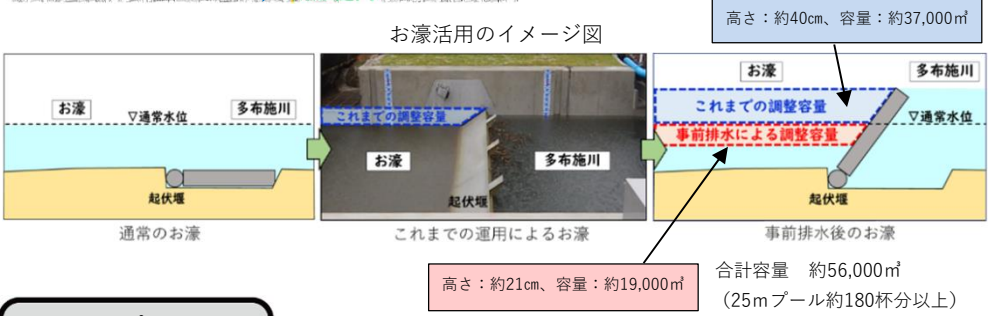 高さ：約40㎝、容量：約37,000㎥
お濠活用のイメージ図
お濠
▽通常水位
多布施川
起伏堰
通常のお濠
これまでの調整容量
お濠
多布施川
起伏堰
これまでの運用によるお濠
お濠
多布施川
これまでの調整容量
▽通常水位
事前排水による調整容量
起伏堰
事前排水後のお濠
高さ：約21㎝、容量：約19,000㎥
合計容量　約56,000㎥
（25ｍプール約180杯分以上）